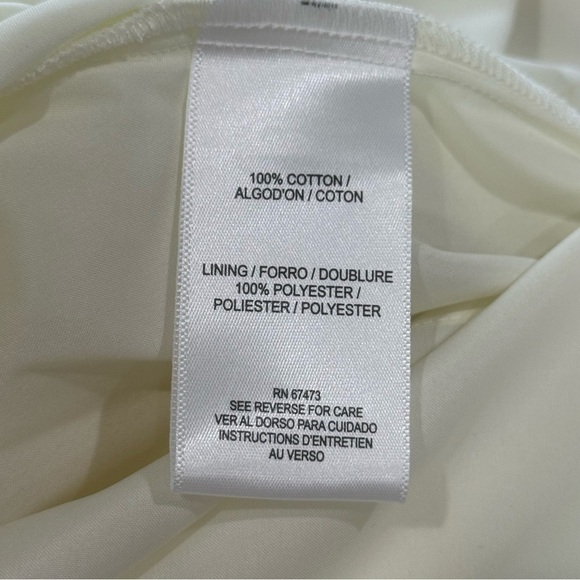 100% COTTON /
ALGOD'ON / COTON
LINING / FORRO / DOUBLURE
100% POLYESTER /
POLIESTER / POLYESTER
RN 67473
SEE REVERSE FOR CARE
VER AL DORSO PARA CUIDADO
INSTRUCTIONS D'ENTRETIEN
AU VERSO